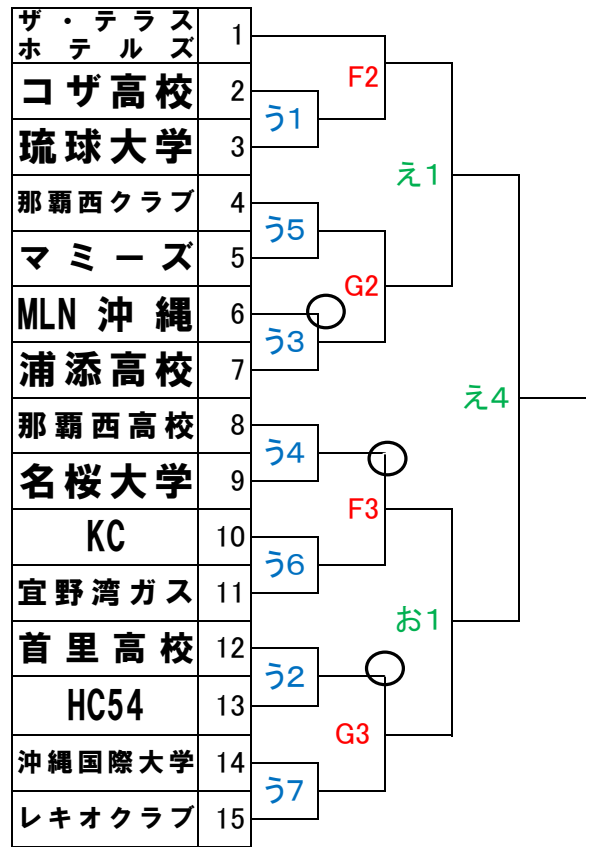 ザ・テラス
ホテルズ 1
コザ高校 2
琉球大学 3
那覇西クラブ 4
マミーズ 5
MLN 沖縄 6
浦添高校 7
那覇西高校 8
名桜大学 9
KC 10
宜野湾ガス 11
首里高校 12
HC54 13
沖縄国際大学 14
レキオクラブ 15
う1
う5
う3
う4
う6
う2
う7
F2
G2
F3
G3
え1
お1
え4